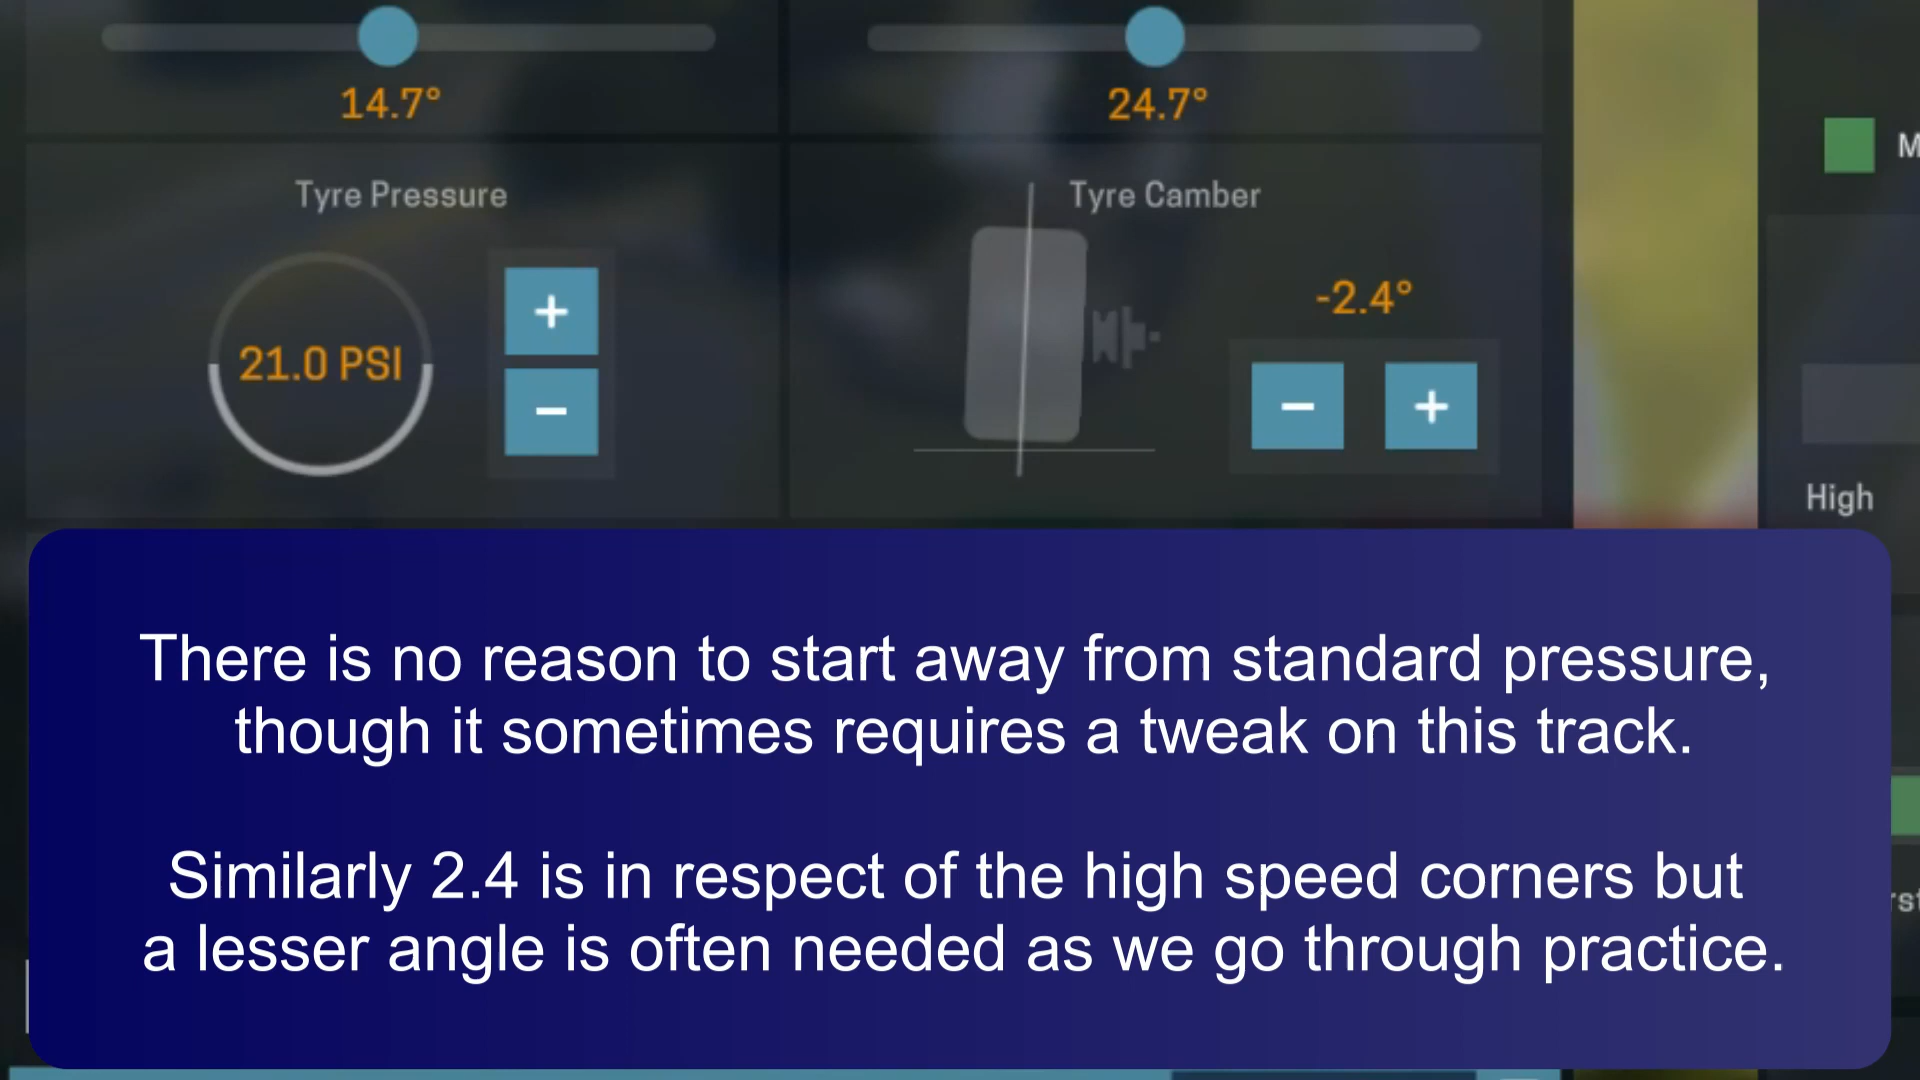 14.7°
24.7°
Tyre Pressure
Tyre Camber
21.0 PSI
+
−
-2.4°
−
+
High
There is no reason to start away from standard pressure,
though it sometimes requires a tweak on this track.
Similarly 2.4 is in respect of the high speed corners but
a lesser angle is often needed as we go through practice.